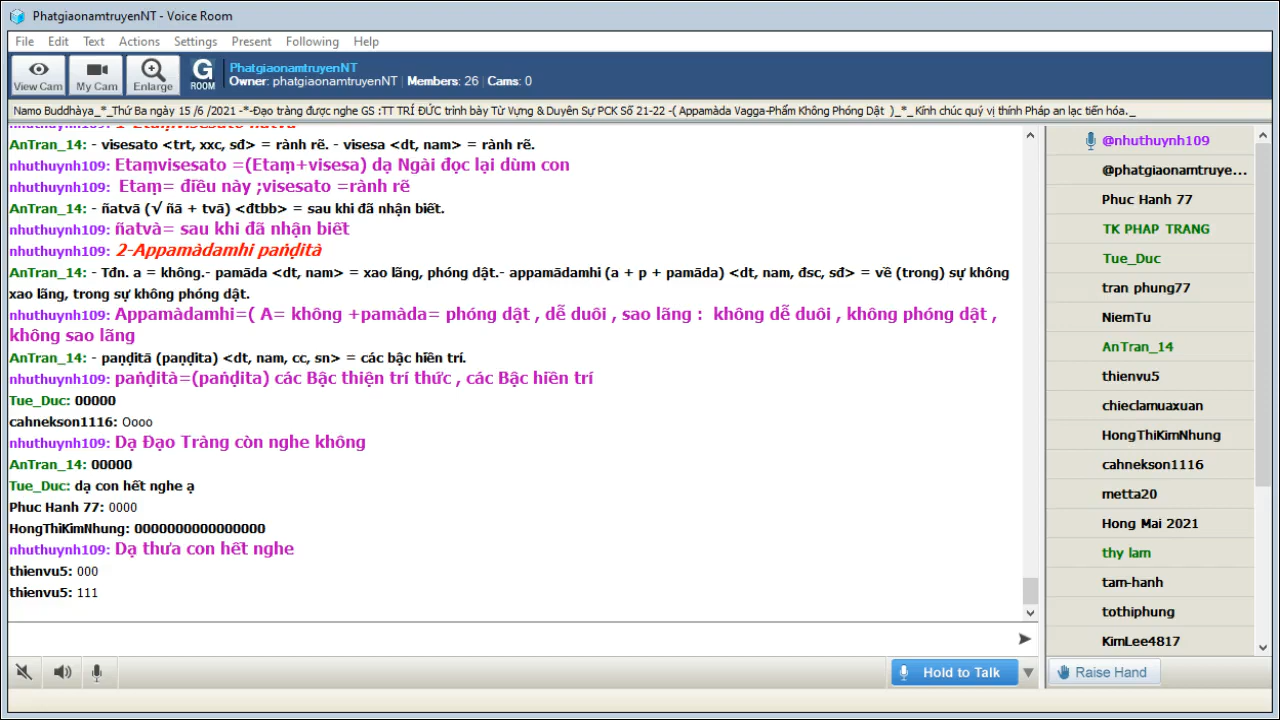 PhatgiaonamtruyenNT - Voice Room
File Edit Text Actions Settings Present Following Help
View Cam My Cam Enlarge G ROOM
PhatgiaonamtruyenNT
Owner: phatgiaonamtruyenNT Members: 26 Cams: 0
Namo Buddhàya_*_Thứ Ba ngày 15 /6 /2021 -*-Đạo tràng được nghe GS :TT TRÍ ĐỨC trình bày Từ Vựng & Duyên Sự PCK Số 21-22 -( Appamàda Vagga-Phẩm Không Phóng Dật )_*_ Kính chúc quý vị thính Pháp an lạc tiến hóa._
AnTran_14: - visesato <trt, xxc, sđ> = rành rẽ. - visesa <dt, nam> = rành rẽ.
nhuthuynh109: Etaṃvisesato =(Etaṃ+visesa) dạ Ngài đọc lại dùm con
nhuthuynh109: Etaṃ= điều này ;visesato =rành rẽ
AnTran_14: - ñatvā (√ ñā + tvā) <đtbb> = sau khi đã nhận biết.
nhuthuynh109: ñatvà= sau khi đã nhận biết
nhuthuynh109: 2-Appamàdamhi paṅḍità
AnTran_14: - Tđn. a = không.- pamāda <dt, nam> = xao lãng, phóng dật.- appamādamhi (a + p + pamāda) <dt, nam, đsc, sđ> = về (trong) sự không
xao lãng, trong sự không phóng dật.
nhuthuynh109: Appamàdamhi=( A= không +pamàda= phóng dật , dễ duôi , sao lãng : không dễ duôi , không phóng dật ,
không sao lãng
AnTran_14: - paṇḍitā (paṇḍita) <dt, nam, cc, sn> = các bậc hiền trí.
nhuthuynh109: paṅḍità=(paṅḍita) các Bậc thiện trí thức , các Bậc hiền trí
Tue_Duc: 00000
cahnekson1116: Oooo
nhuthuynh109: Dạ Đạo Tràng còn nghe không
AnTran_14: 00000
Tue_Duc: dạ con hết nghe ạ
Phuc Hanh 77: 0000
HongThiKimNhung: 0000000000000000
nhuthuynh109: Dạ thưa con hết nghe
thienvu5: 000
thienvu5: 111
@nhuthuynh109
@phatgiaonamtruye...
Phuc Hanh 77
TK PHAP TRANG
Tue_Duc
tran phung77
NiemTu
AnTran_14
thienvu5
chieclamuaxuan
HongThiKimNhung
cahnekson1116
metta20
Hong Mai 2021
thy lam
tam-hanh
tothiphung
KimLee4817
Hold to Talk Raise Hand